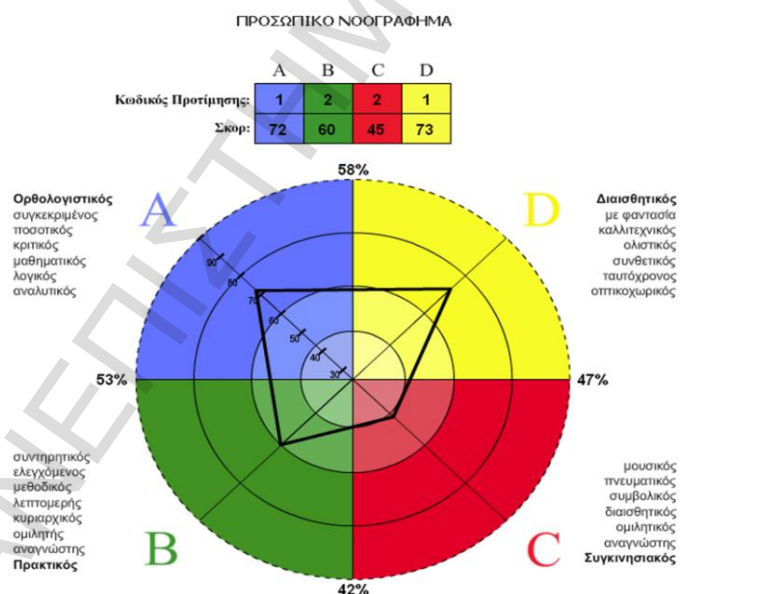 ΠΡΟΣΩΠΙΚΟ ΝΟΟΓΡΑΦΗΜΑ
A B C D
Κωδικός Προτίμησης: 1 2 2 1
Σκορ: 72 60 45 73
58%
Ορθολογιστικός
συγκεκριμένος
ποσοτικός
κριτικός
μαθηματικός
λογικός
αναλυτικός
A
D
Διαισθητικός
με φαντασία
καλλιτεχνικός
ολιστικός
συνθετικός
ταυτόχρονος
οπτικοχωρικός
90
80
70
60
50
40
30
53%
47%
συντηρητικός
ελεγχόμενος
μεθοδικός
λεπτομερής
κυριαρχικός
ομιλητής
αναγνώστης
Πρακτικός
B
C
μουσικός
πνευματικός
συμβολικός
διαισθητικός
ομιλητικός
αναγνώστης
Συγκινησιακός
42%